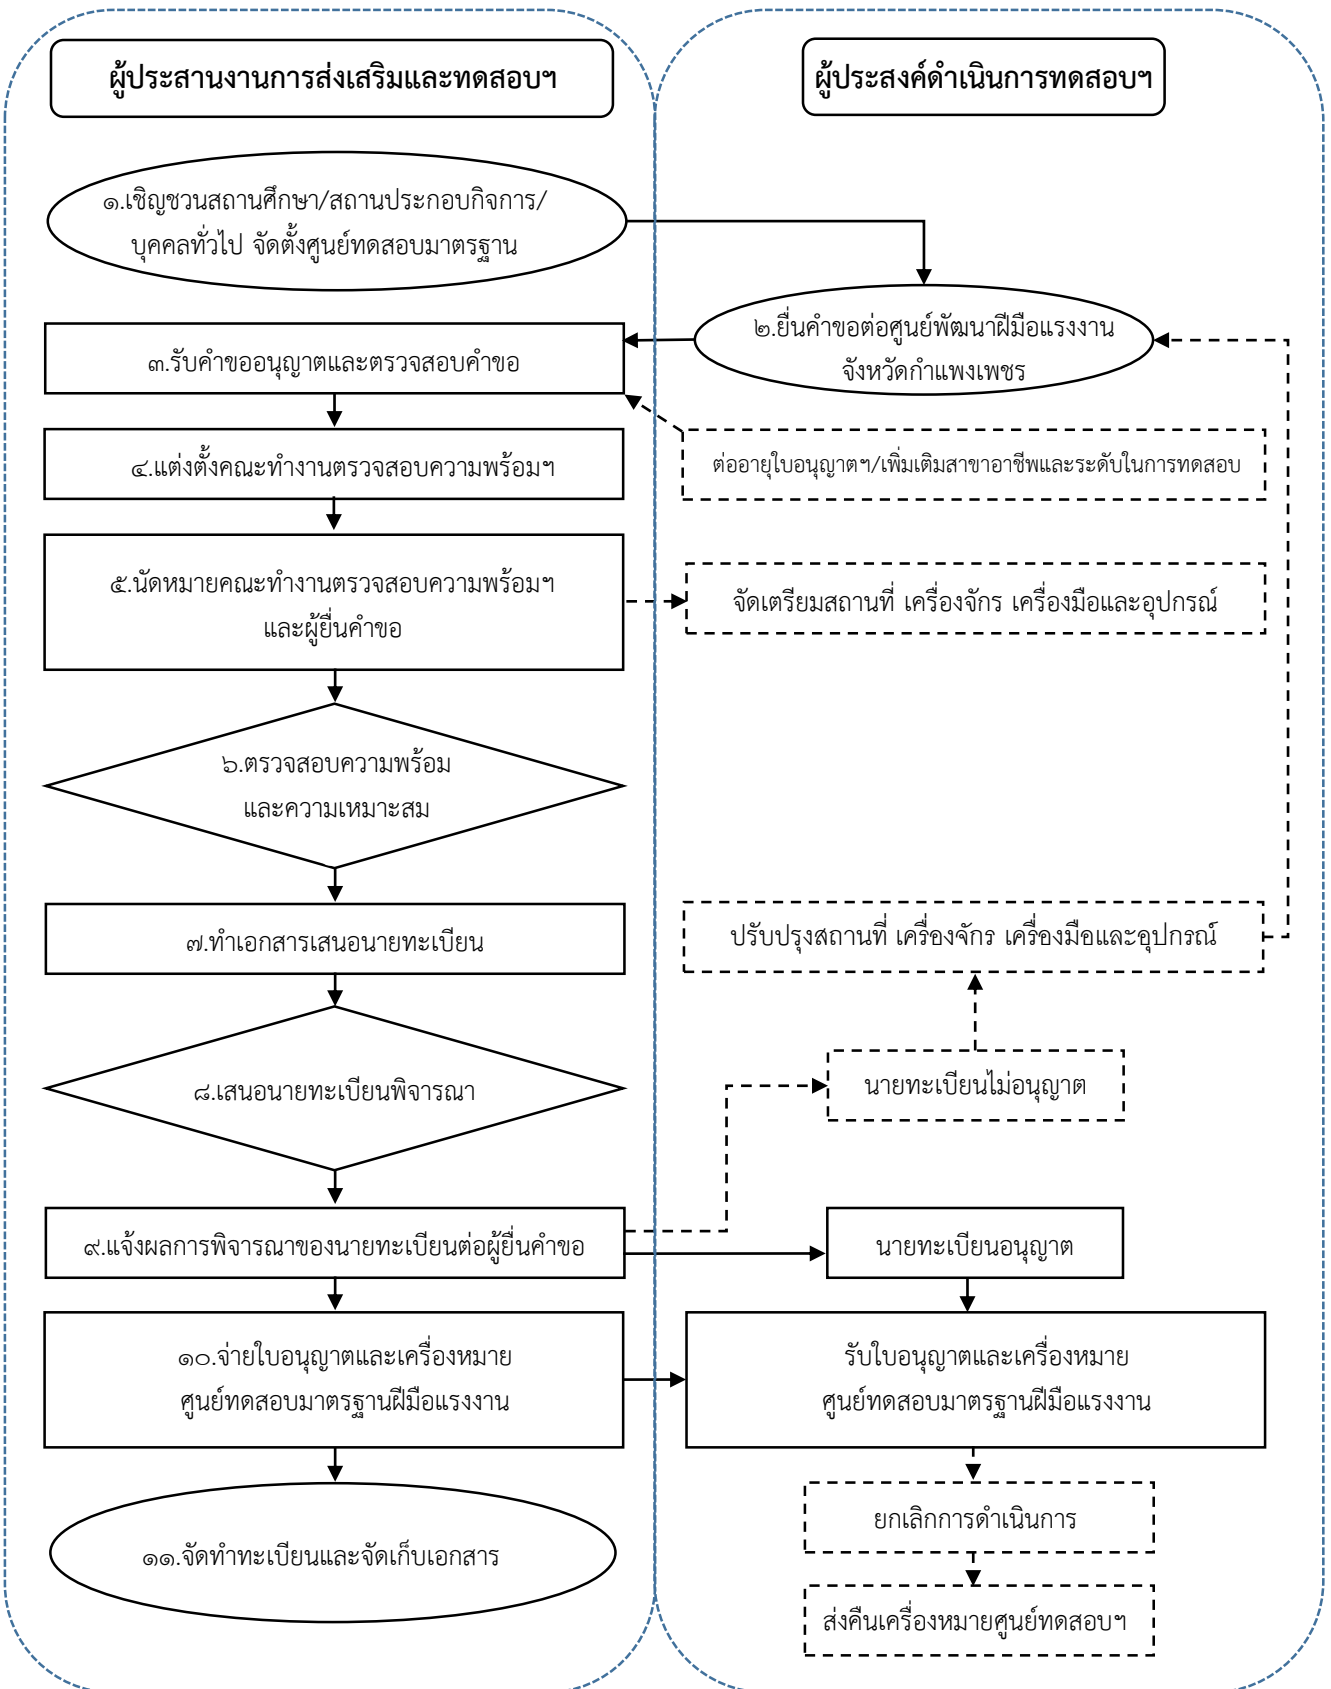 ผู้ประสานงานการส่งเสริมและทดสอบฯ
ผู้ประสงค์ดำเนินการทดสอบฯ
๑.เชิญชวนสถานศึกษา/สถานประกอบกิจการ/
บุคคลทั่วไป จัดตั้งศูนย์ทดสอบมาตรฐาน
๒.ยื่นคำขอต่อศูนย์พัฒนาฝีมือแรงงาน
จังหวัดกำแพงเพชร
๓.รับคำขออนุญาตและตรวจสอบคำขอ
๔.แต่งตั้งคณะทำงานตรวจสอบความพร้อมฯ
ต่ออายุใบอนุญาตฯ/เพิ่มเติมสาขาอาชีพและระดับในการทดสอบ
๕.นัดหมายคณะทำงานตรวจสอบความพร้อมฯ
และผู้ยื่นคำขอ
จัดเตรียมสถานที่ เครื่องจักร เครื่องมือและอุปกรณ์
๖.ตรวจสอบความพร้อม
และความเหมาะสม
๗.ทำเอกสารเสนอนายทะเบียน
ปรับปรุงสถานที่ เครื่องจักร เครื่องมือและอุปกรณ์
๘.เสนอนายทะเบียนพิจารณา
นายทะเบียนไม่อนุญาต
๙.แจ้งผลการพิจารณาของนายทะเบียนต่อผู้ยื่นคำขอ
นายทะเบียนอนุญาต
๑๐.จ่ายใบอนุญาตและเครื่องหมาย
ศูนย์ทดสอบมาตรฐานฝีมือแรงงาน
รับใบอนุญาตและเครื่องหมาย
ศูนย์ทดสอบมาตรฐานฝีมือแรงงาน
๑๑.จัดทำทะเบียนและจัดเก็บเอกสาร
ยกเลิกการดำเนินการ
ส่งคืนเครื่องหมายศูนย์ทดสอบฯ